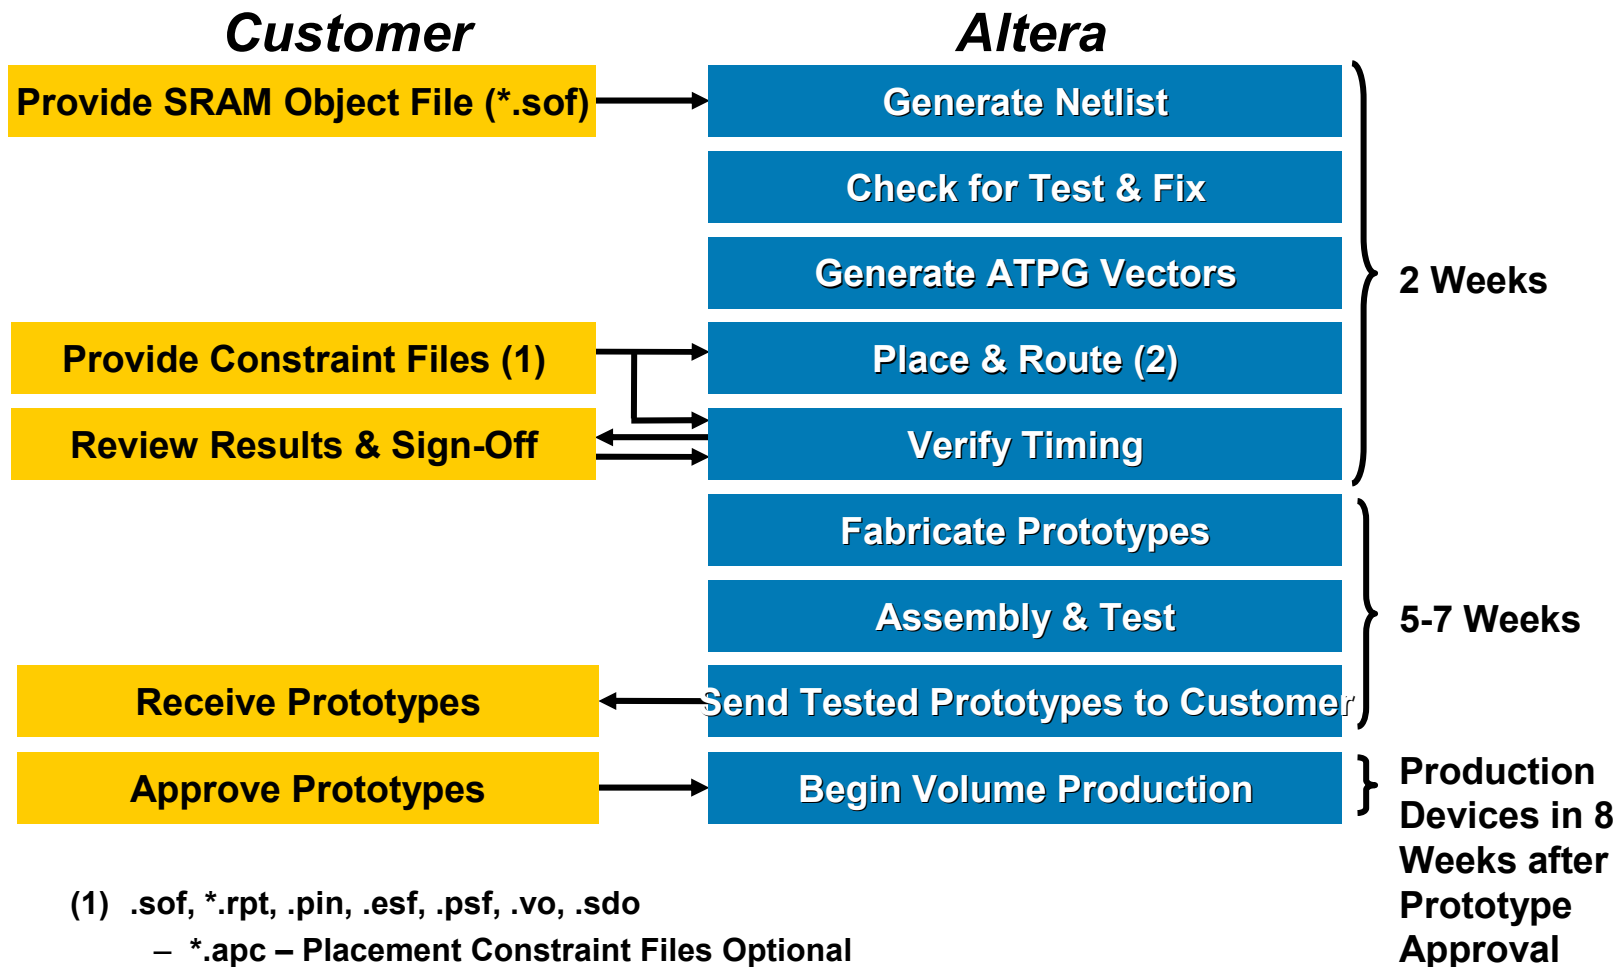 Customer
Altera
Provide SRAM Object File (*.sof)
Generate Netlist
Check for Test & Fix
Generate ATPG Vectors
2 Weeks
Provide Constraint Files (1)
Place & Route (2)
Review Results & Sign-Off
Verify Timing
Fabricate Prototypes
Assembly & Test
5-7 Weeks
Receive Prototypes
Send Tested Prototypes to Customer
Approve Prototypes
Begin Volume Production
Production
Devices in 8
Weeks after
Prototype
Approval
(1) .sof, *.rpt, .pin, .esf, .psf, .vo, .sdo
– *.apc – Placement Constraint Files Optional